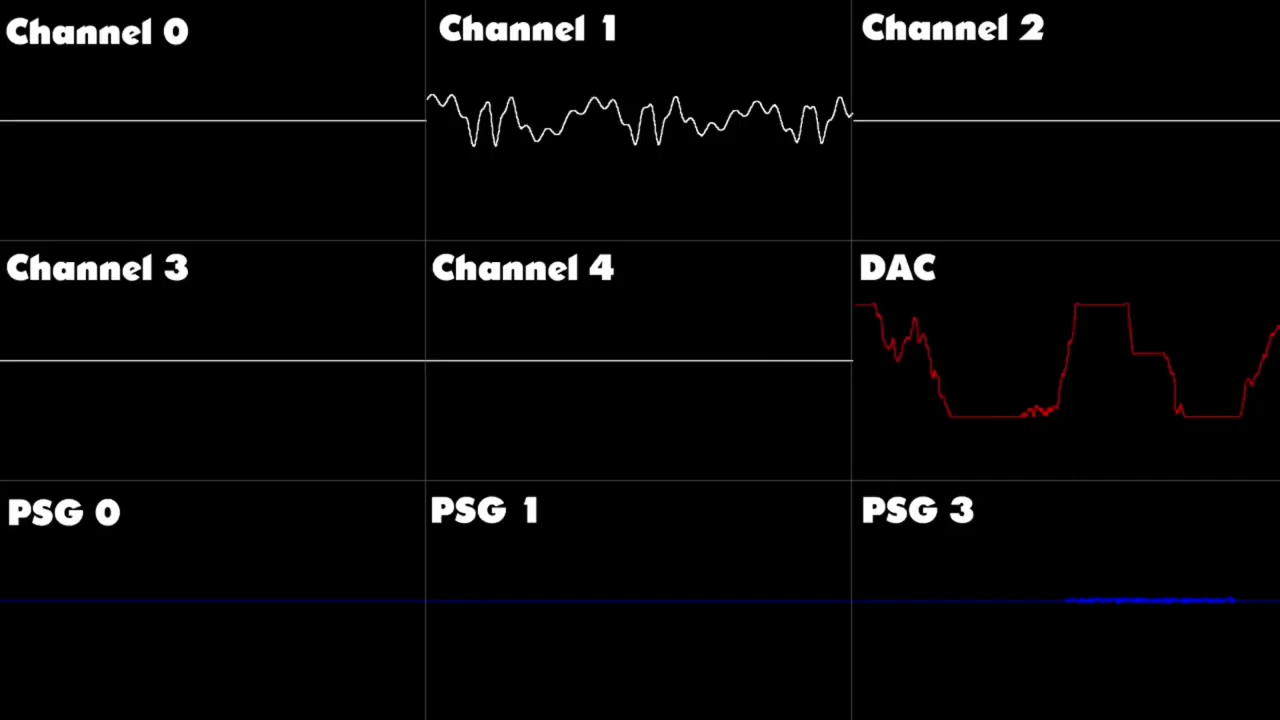 Channel 0
Channel 1
Channel 2
Channel 3
Channel 4
DAC
PSG 0
PSG 1
PSG 3